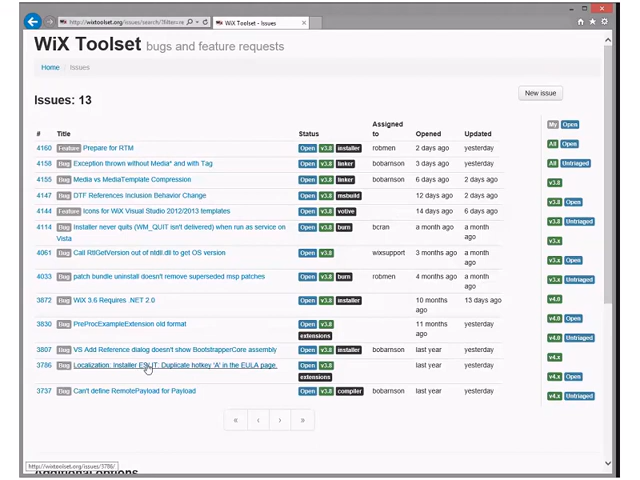 http://wixtoolset.org/issues/search/?filter=re
WiX Toolset - Issues
WiX Toolset bugs and feature requests
Home / Issues
Issues: 13
New issue
# Title Status Assigned to Opened Updated
4160 Feature Prepare for RTM Open v3.8 installer robmen 2 days ago yesterday
4158 Bug Exception thrown without Media* and with Tag Open v3.8 linker bobarnson 3 days ago yesterday
4155 Bug Media vs MediaTemplate Compression Open v3.8 linker bobarnson 6 days ago 2 days ago
4147 Bug DTF References Inclusion Behavior Change Open v3.8 msbuild 12 days ago 2 days ago
4144 Feature Icons for WiX Visual Studio 2012/2013 templates Open v3.8 votive 14 days ago 6 days ago
4114 Bug Installer never quits (WM_QUIT isn't delivered) when run as service on Vista Open v3.8 burn bcran a month ago a month ago
4061 Bug Call RtlGetVersion out of ntdll.dll to get OS version Open v3.8 wixsupport 3 months ago a month ago
4033 Bug patch bundle uninstall doesn't remove superseded msp patches Open v3.8 burn robmen 4 months ago a month ago
3872 Bug WiX 3.6 Requires .NET 2.0 Open v3.8 installer 10 months ago 13 days ago
3830 Bug PreProcExampleExtension old format Open v3.8 extensions 11 months ago yesterday
3807 Bug VS Add Reference dialog doesn't show BootstrapperCore assembly Open v3.8 installer bobarnson last year yesterday
3786 Bug Localization: Installer Duplicate hotkey 'A' in the EULA page. Open v3.8 extensions last year yesterday
3737 Bug Can't define RemotePayload for Payload Open v3.8 compiler bobarnson last year yesterday
« ‹ › »
My Open
All Open
All Untriaged
v3.8
v3.8 Open
v3.8 Untriaged
v3.x
v3.x Open
v3.x Untriaged
v4.0
v4.0 Open
v4.0 Untriaged
v4.x
v4.x Open
v4.x Untriaged
http://wixtoolset.org/issues/3786/
Additional options